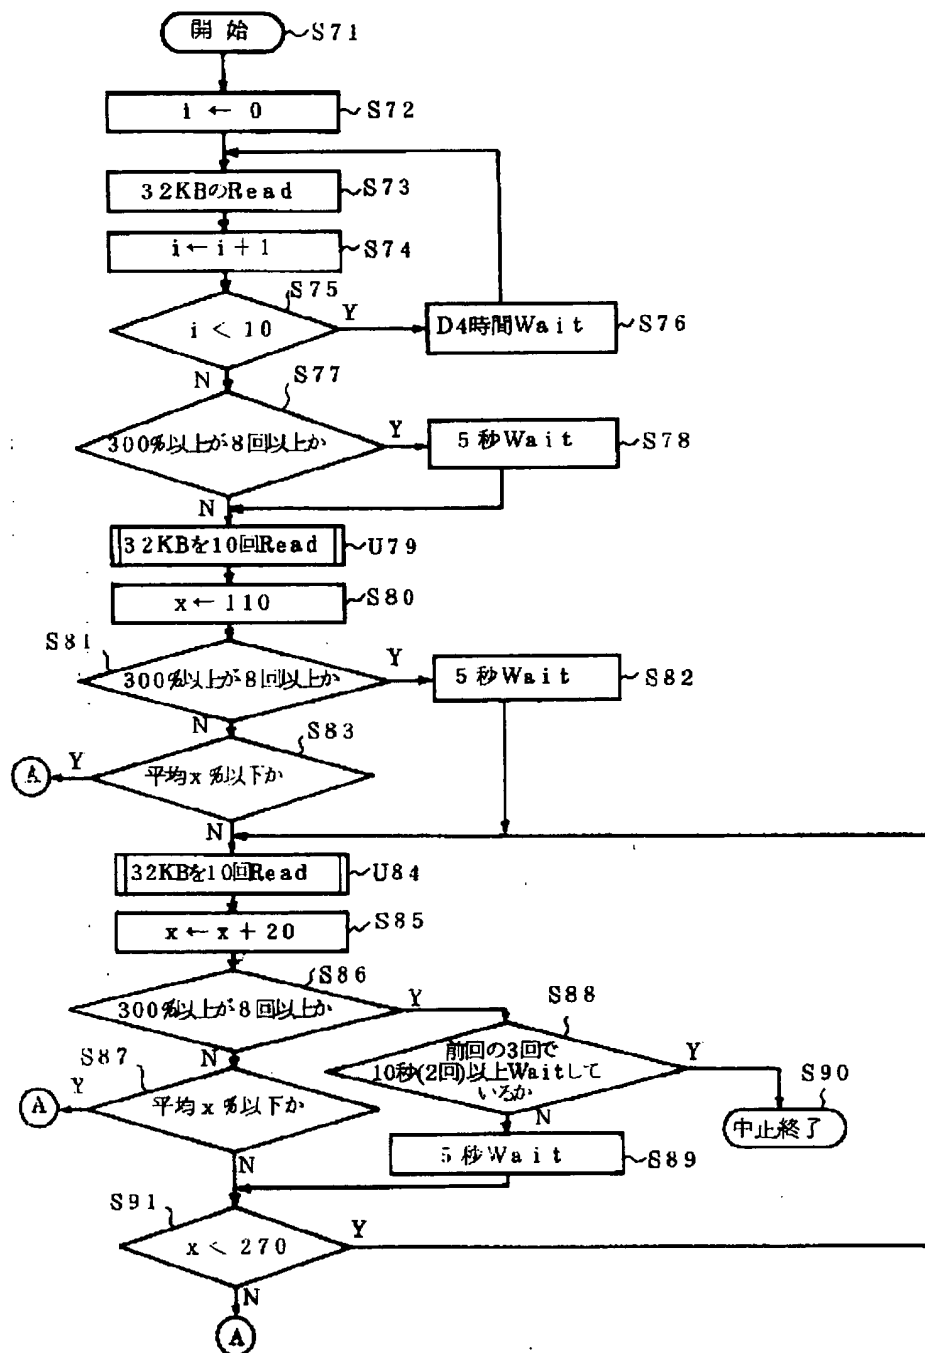 開始 S71
i ← 0 S72
32KBのRead S73
i ← i + 1 S74
S75
i < 10 Y
D4時間Wait S76
N
S77
300%以上が8回以上か Y
5秒Wait S78
N
32KBを10回Read U79
x ← 110 S80
S81
300%以上が8回以上か Y
5秒Wait S82
N
S83
A Y
平均x%以下か
N
32KBを10回Read U84
x ← x + 20 S85
S86
300%以上が8回以上か Y
S88
前回の3回で
10秒(2回)以上Waitして
いるか
Y
S90
中止終了
N
S87
A Y
平均x%以下か
N
5秒Wait S89
N
S91
x < 270 Y
N
A